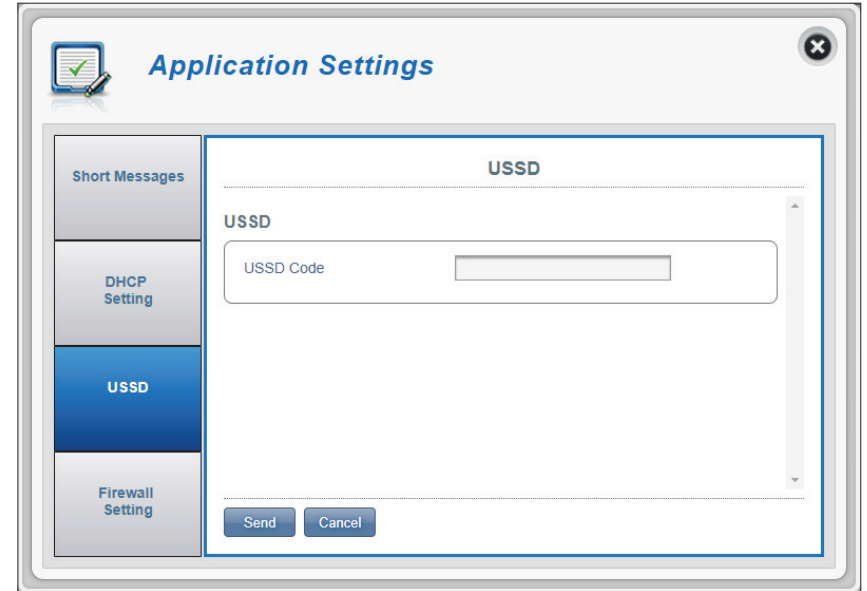 Application Settings
Short Messages
DHCP
Setting
USSD
Firewall
Setting
USSD
USSD
USSD Code
Send Cancel